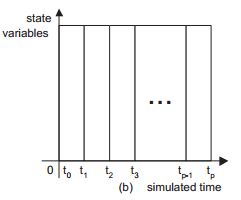 state
variables
...
0 t0 t1 t2 t3 tp-1 tp
(b) simulated time